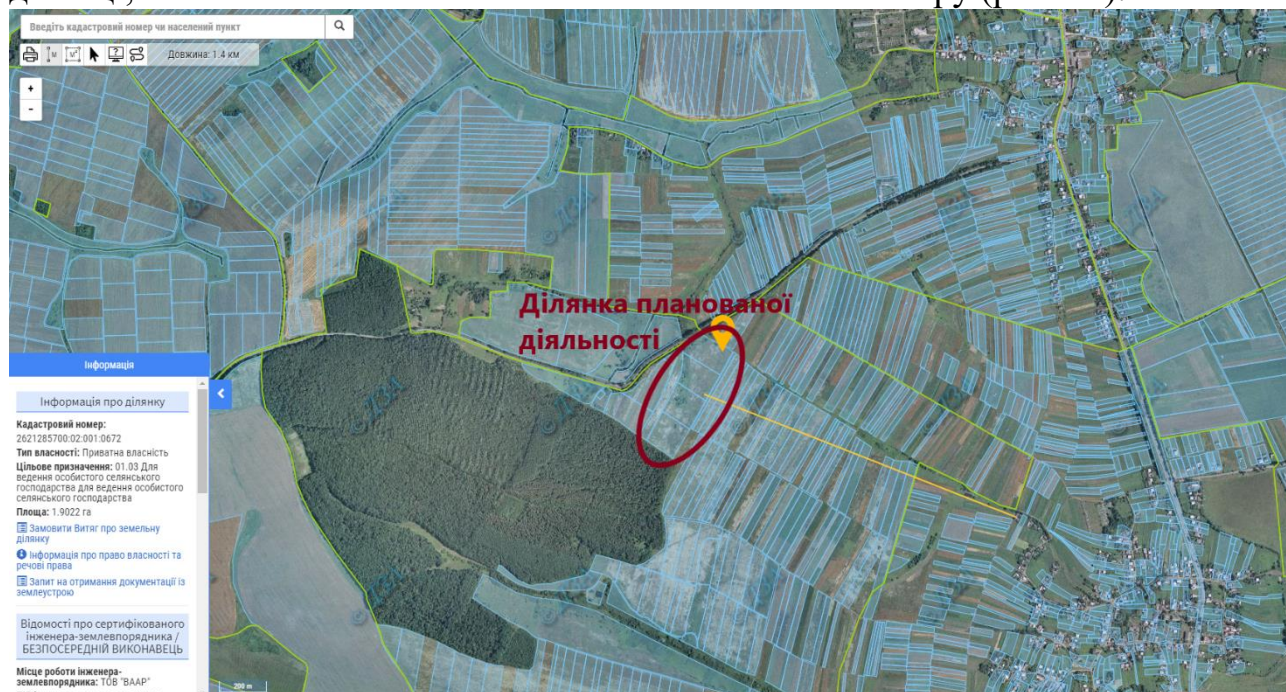 Введіть кадастровий номер чи населений пункт
Довжина: 1.4 км
+
-
Ділянка планованої
діяльності
© ДЗА
Інформація
Інформація про ділянку
Кадастровий номер:
2621285700:02:001:0672
Тип власності: Приватна власність
Цільове призначення: 01.03 Для
ведення особистого селянського
господарства для ведення особистого
селянського господарства
Площа: 1.9022 га
Замовити Витяг про земельну
ділянку
Інформація про право власності та
речові права
Запит на отримання документації із
землеустрою
Відомості про сертифікованого
інженера-землевпорядника /
БЕЗПОСЕРЕДНІЙ ВИКОНАВЕЦЬ
Місце роботи інженера-
землевпорядника: ТОВ "ВААР"
200 m